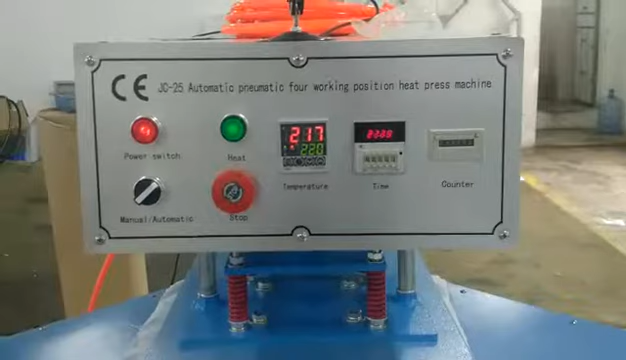 CE JC-25 Automatic pneumatic four working position heat press machine
217
220
Power switch
Heat
Temperature
Time
Counter
Manual/Automatic
Stop